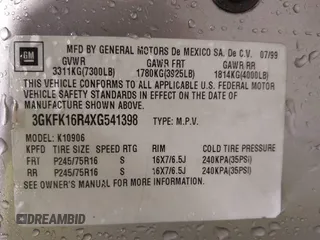 GM
MFD BY GENERAL MOTORS De MEXICO SA. De C.V. 07/99
GVWR GAWR FRT GAWR RR
3311KG(7300LB) 1780KG(3925LB) 1814KG(4000LB)
THIS VEHICLE CONFORMS TO ALL APPLICABLE U.S. FEDERAL MOTOR
VEHICLE SAFETY STANDARDS IN EFFECT ON THE DATE OF
MANUFACTURE SHOWN ABOVE.
3GKFK16R4XG541398 TYPE: M.P.V.
MODEL: K10906
KPFD TIRE SIZE SPEED RTG RIM COLD TIRE PRESSURE
FRT P245/75R16 S 16X7/6.5J 240KPA(35PSI)
RR P245/75R16 S 16X7/6.5J 240KPA(35PSI)
SEE OWNER'S MANUAL FOR MORE INFORMATION.
DREAMBID